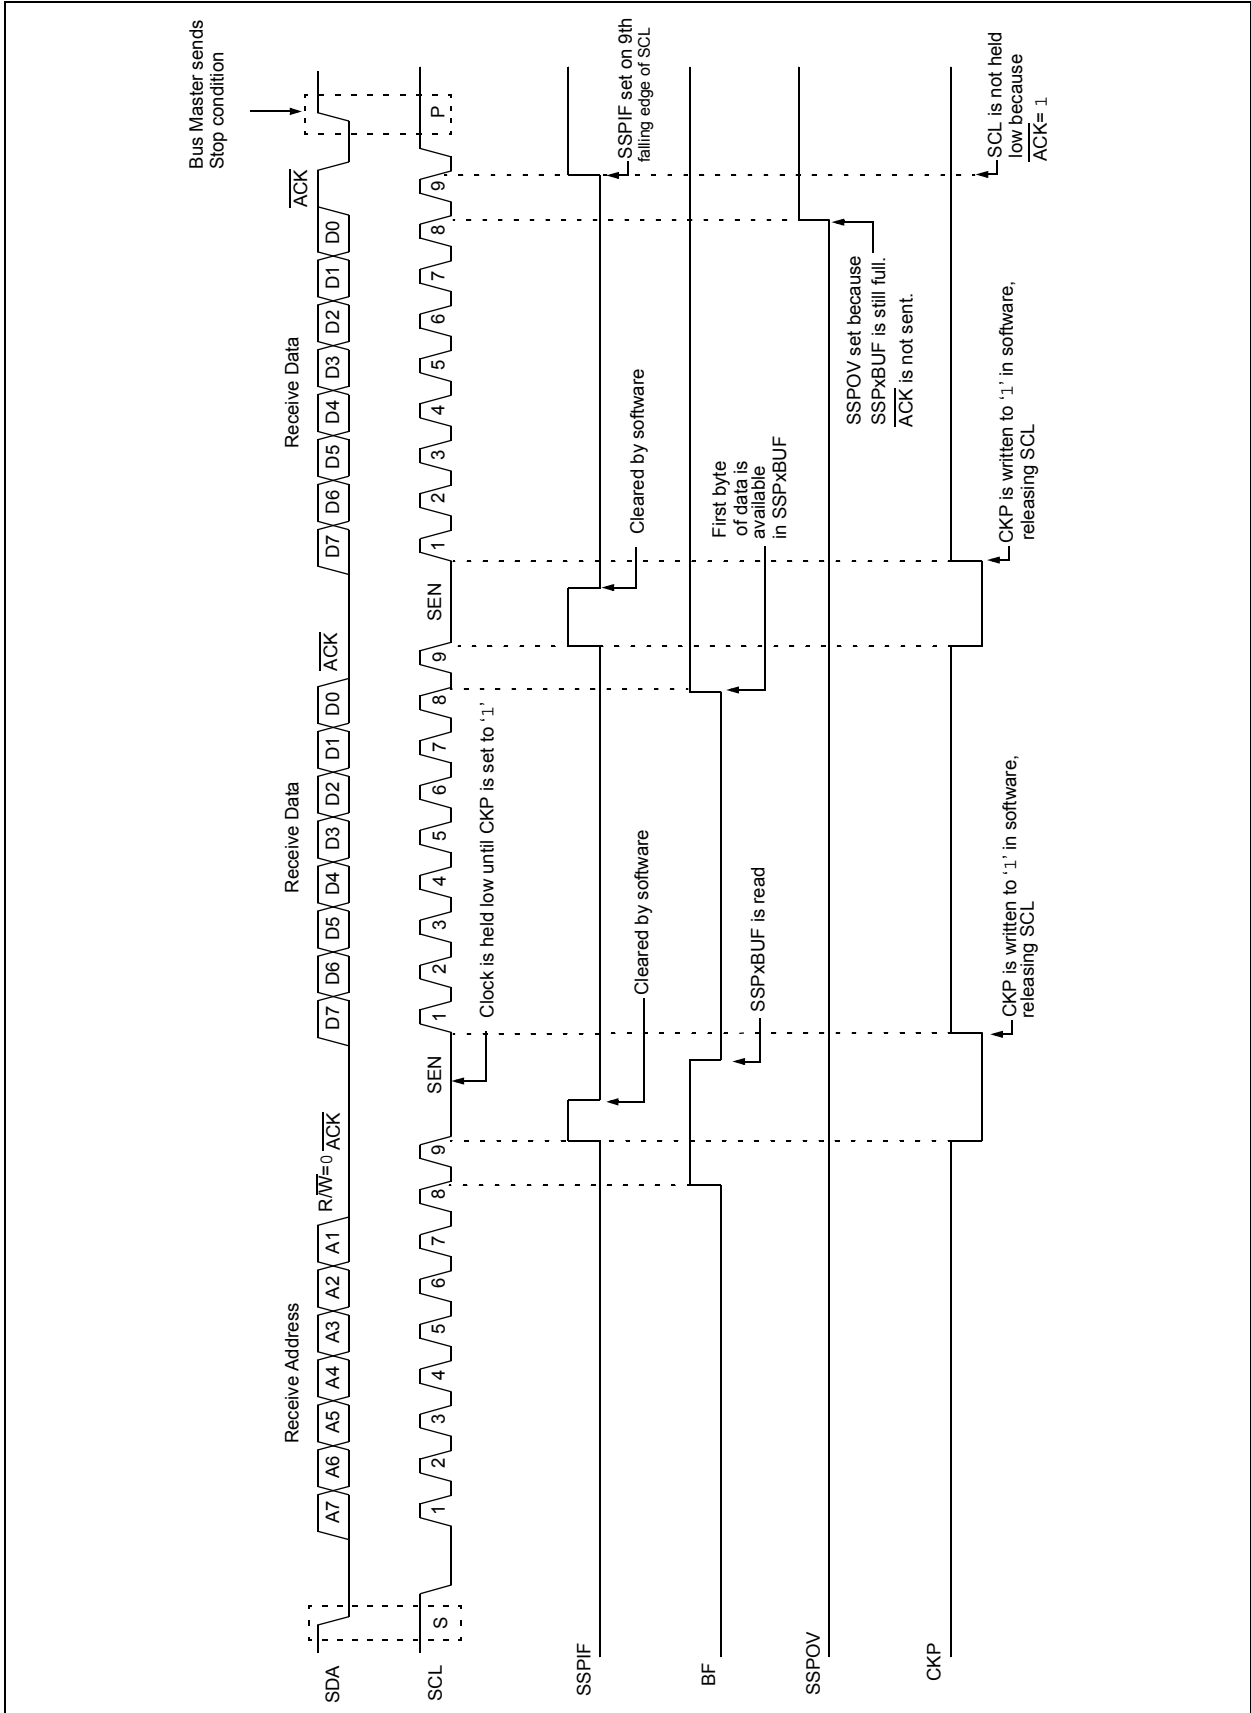 Bus Master sends
Stop condition
Receive Address
R/W=0
ACK
Receive Data
ACK
Receive Data
ACK
SDA
A7 A6 A5 A4 A3 A2 A1
D7 D6 D5 D4 D3 D2 D1 D0
D7 D6 D5 D4 D3 D2 D1 D0
SCL
S
1 2 3 4 5 6 7 8 9
SEN
1 2 3 4 5 6 7 8 9
SEN
1 2 3 4 5 6 7 8 9
P
Clock is held low until CKP is set to ‘1’
SSPIF
Cleared by software
Cleared by software
SSPIF set on 9th
falling edge of SCL
BF
SSPxBUF is read
First byte
of data is
available
in SSPxBUF
SSPOV
SSPOV set because
SSPxBUF is still full.
ACK is not sent.
CKP
CKP is written to ‘1’ in software,
releasing SCL
CKP is written to ‘1’ in software,
releasing SCL
SCL is not held
low because
ACK= 1